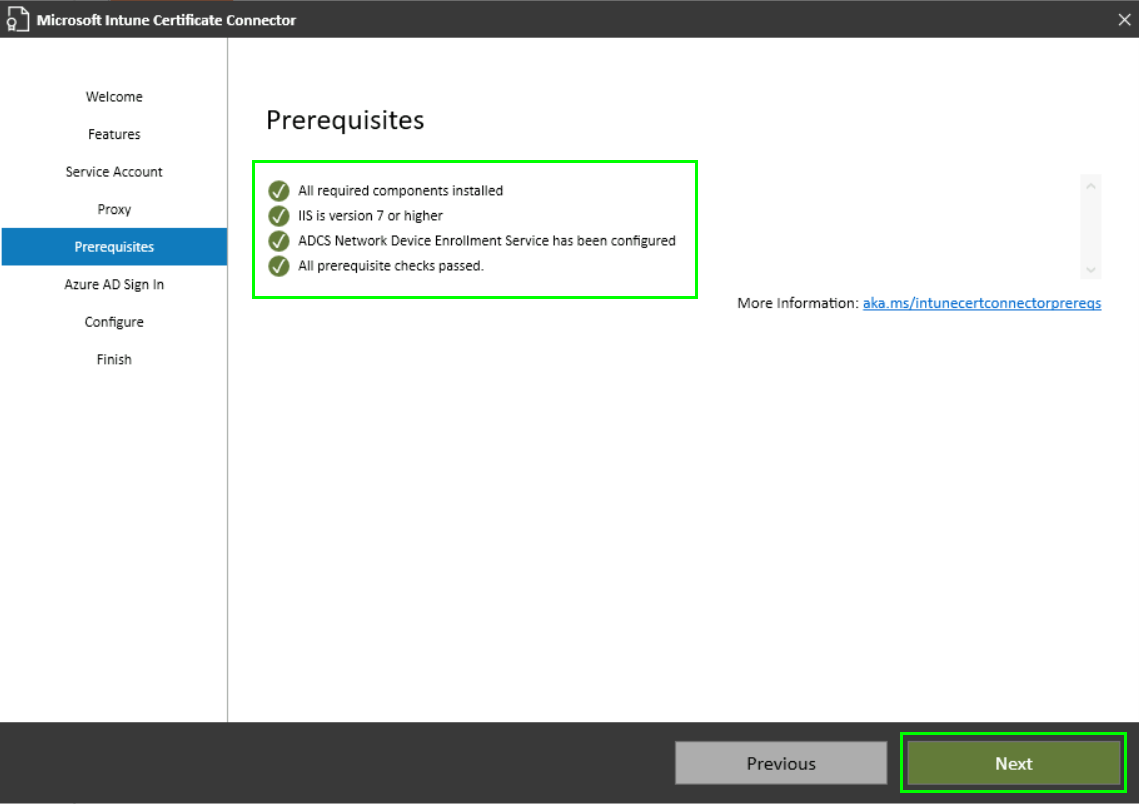 Microsoft Intune Certificate Connector
Welcome
Features
Service Account
Proxy
Prerequisites
Azure AD Sign In
Configure
Finish
Prerequisites
All required components installed
IIS is version 7 or higher
ADCS Network Device Enrollment Service has been configured
All prerequisite checks passed.
More Information: aka.ms/intunecertconnectorprereqs
Previous
Next